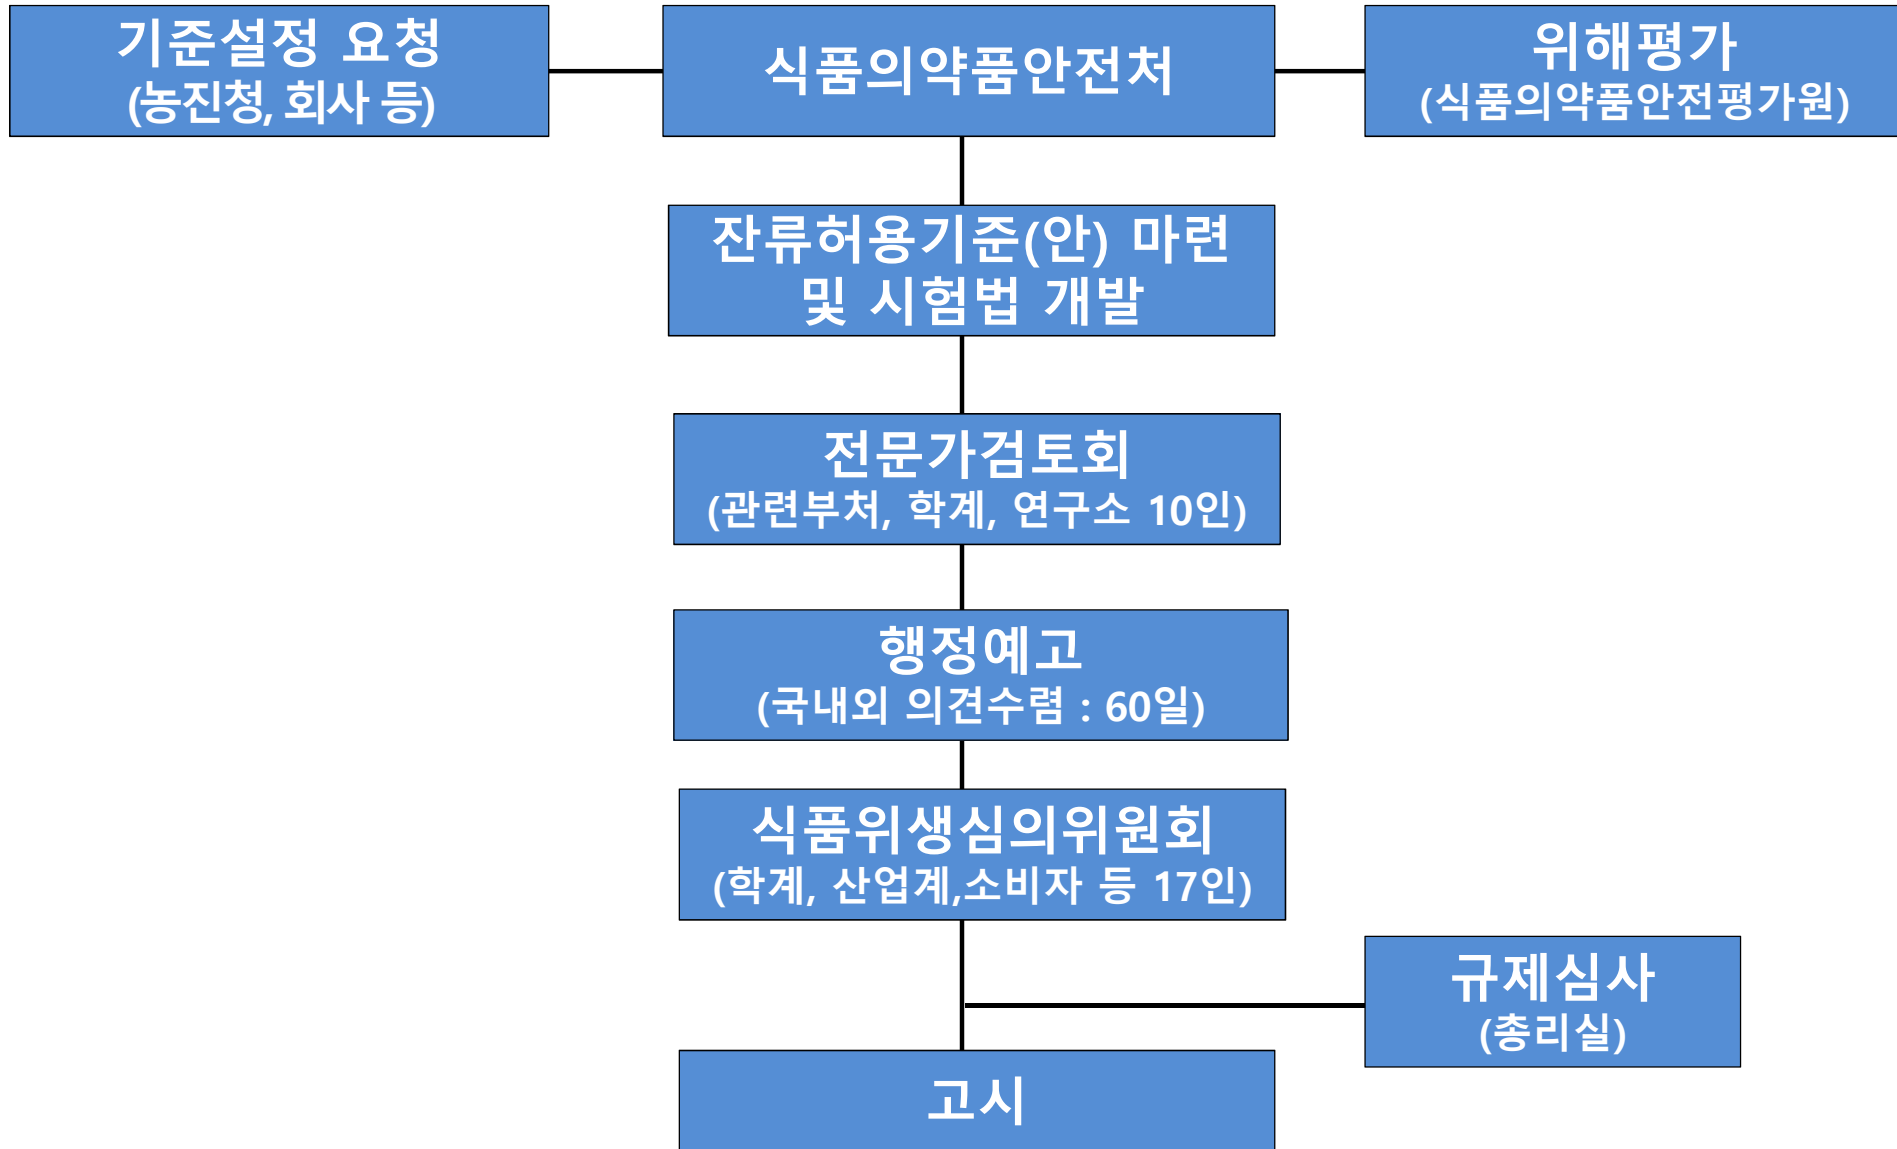 기준설정 요청
(농진청, 회사 등)
식품의약품안전처
위해평가
(식품의약품안전평가원)
잔류허용기준(안) 마련
및 시험법 개발
전문가검토회
(관련부처, 학계, 연구소 10인)
행정예고
(국내외 의견수렴 : 60일)
식품위생심의위원회
(학계, 산업계,소비자 등 17인)
규제심사
(총리실)
고시